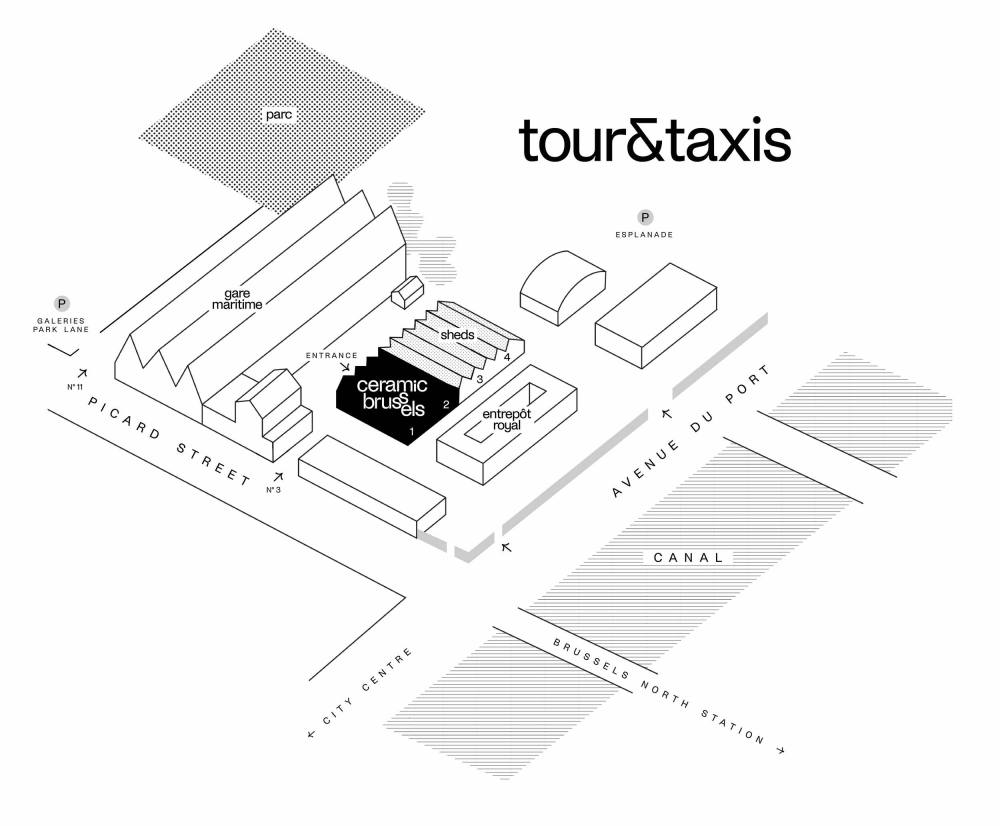 parc
tour&taxis
P
ESPLANADE
gare
maritime
P
GALERIES
PARK LANE
N°11
ENTRANCE
sheds
4
3
2
1
ceramic
brussels
entrepôt
royal
PICARD STREET
N°3
AVENUE DU PORT
CANAL
BRUSSELS NORTH STATION →
← CITY CENTRE